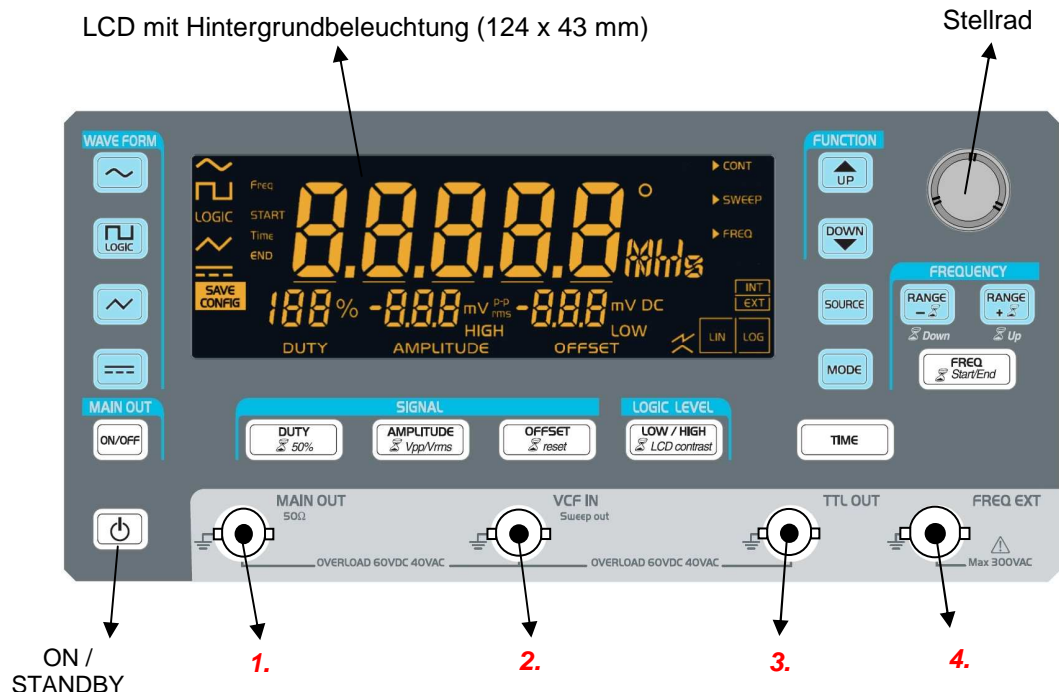 LCD mit Hintergrundbeleuchtung (124 x 43 mm)
Stellrad
WAVE FORM
LOGIC
Freq
START
Time
END
LOGIC
SAVE
CONFIG
8.8.8.8.8
°
MHs
CONT
SWEEP
FREQ
INT
EXT
188 %
-8.8.8 mV p-p
rms
-8.8.8 mV DC
HIGH
LOW
DUTY
AMPLITUDE
OFFSET
LIN
LOG
FUNCTION
UP
DOWN
SOURCE
MODE
FREQUENCY
RANGE
-
RANGE
+
Down
Up
FREQ
Start/End
MAIN OUT
ON/OFF
SIGNAL
DUTY
50%
AMPLITUDE
Vpp/Vrms
OFFSET
reset
LOGIC LEVEL
LOW / HIGH
LCD contrast
TIME
MAIN OUT
50Ω
VCF IN
Sweep out
TTL OUT
FREQ EXT
OVERLOAD 60VDC 40VAC
OVERLOAD 60VDC 40VAC
Max 300VAC
ON /
STANDBY
1.
2.
3.
4.